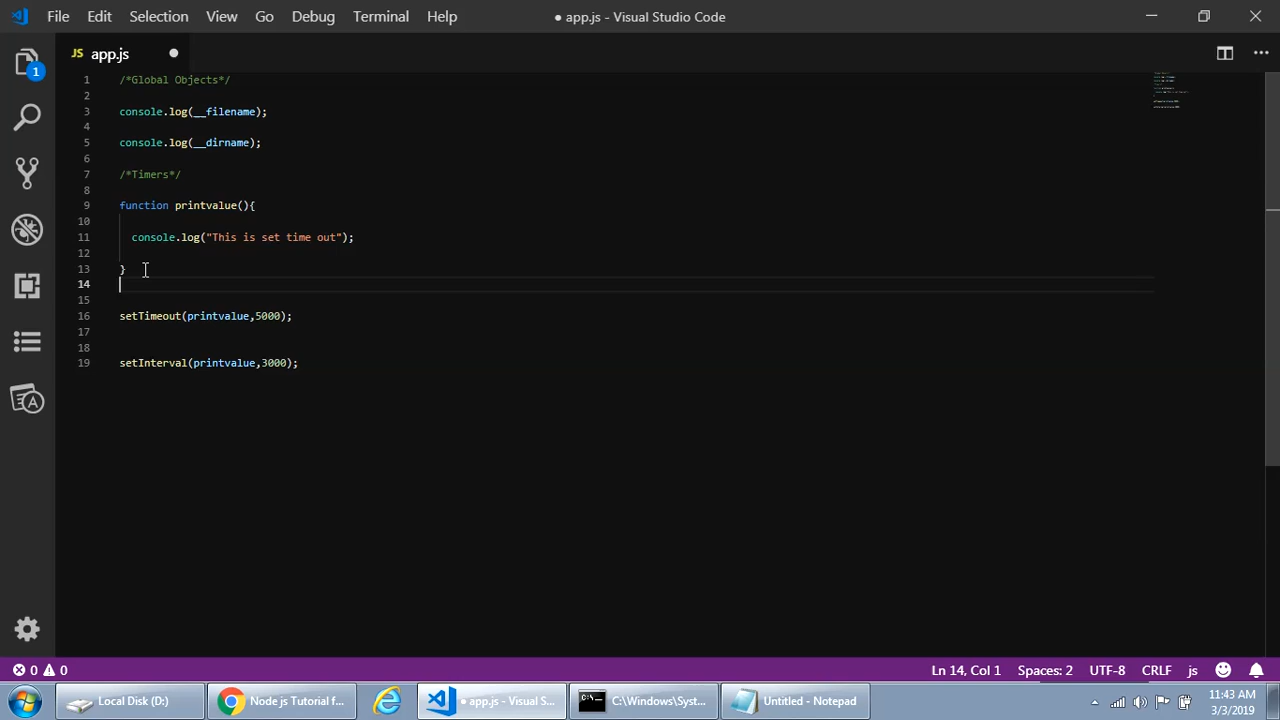 File Edit Selection View Go Debug Terminal Help
● app.js - Visual Studio Code
JS app.js
1
1 /*Global Objects*/
2
3 console.log(__filename);
4
5 console.log(__dirname);
6
7 /*Timers*/
8
9 function printvalue(){
10
11 console.log("This is set time out");
12
13 }
14
15
16 setTimeout(printvalue,5000);
17
18
19 setInterval(printvalue,3000);
0 0 Ln 14, Col 1 Spaces: 2 UTF-8 CRLF js
Local Disk (D:) Node js Tutorial f... ● app.js - Visual S... C:\Windows\Syst... Untitled - Notepad
11:43 AM
3/3/2019